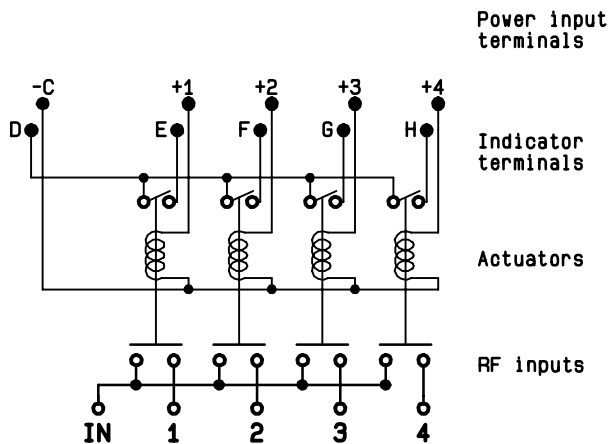 Power input
terminals
-C +1 +2 +3 +4
D E F G H
Indicator
terminals
Actuators
RF inputs
IN 1 2 3 4